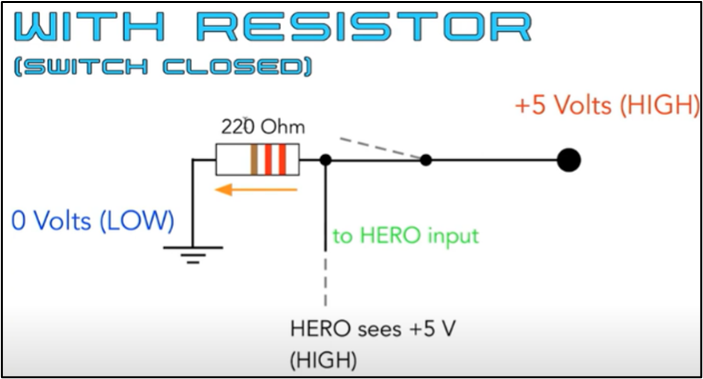 WITH RESISTOR
(SWITCH CLOSED)
+5 Volts (HIGH)
220 Ohm
0 Volts (LOW)
to HERO input
HERO sees +5 V
(HIGH)